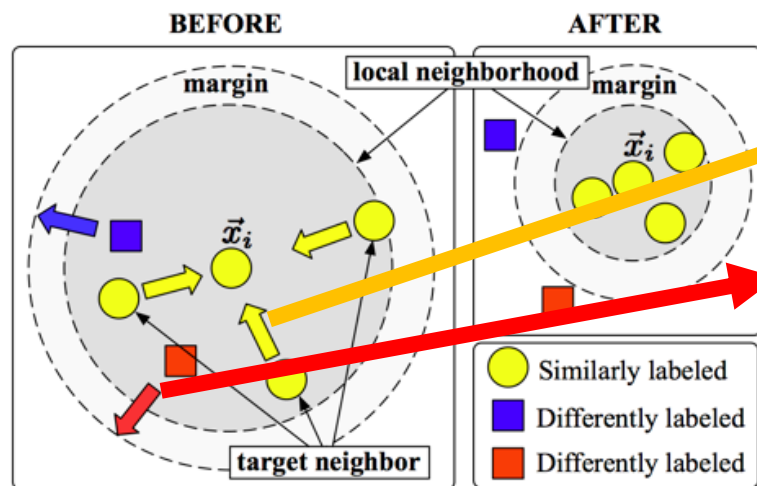 BEFORE
AFTER
local neighborhood
margin
margin
x⃗ᵢ
x⃗ᵢ
target neighbor
Similarly labeled
Differently labeled
Differently labeled